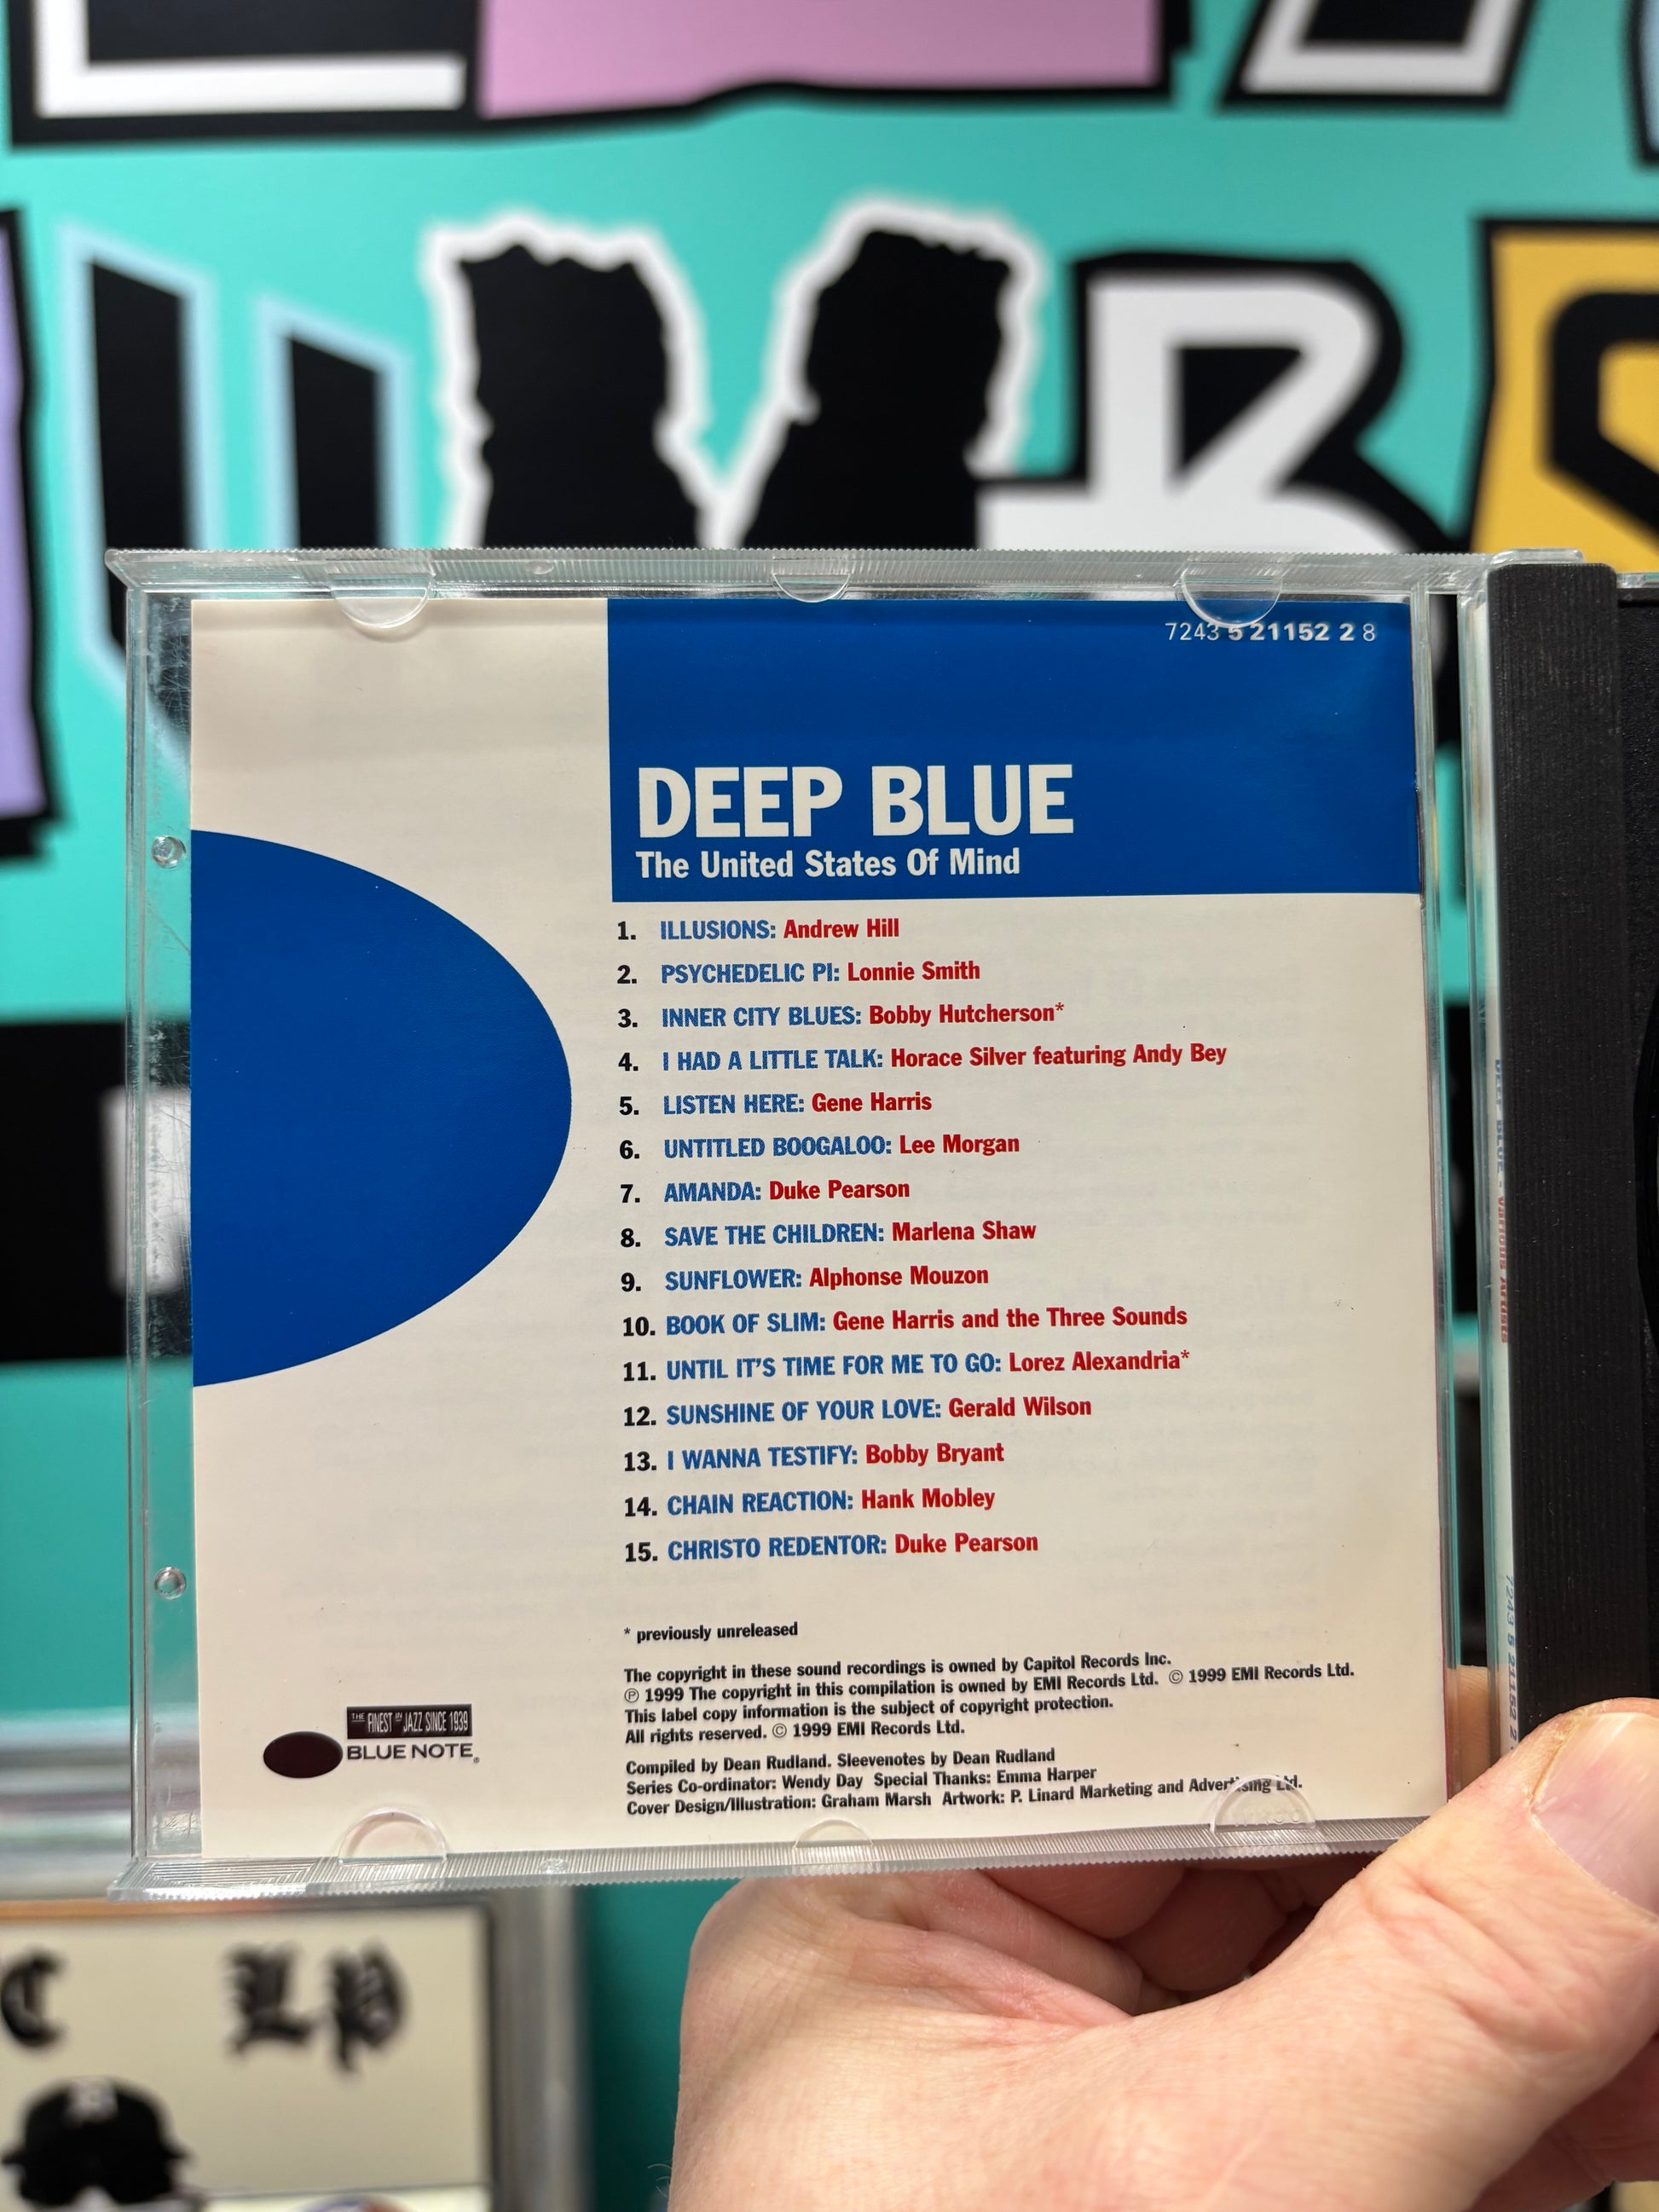 7243 5 21152 2 8
DEEP BLUE
The United States Of Mind
1. ILLUSIONS: Andrew Hill
2. PSYCHEDELIC PI: Lonnie Smith
3. INNER CITY BLUES: Bobby Hutcherson*
4. I HAD A LITTLE TALK: Horace Silver featuring Andy Bey
5. LISTEN HERE: Gene Harris
6. UNTITLED BOOGALOO: Lee Morgan
7. AMANDA: Duke Pearson
8. SAVE THE CHILDREN: Marlena Shaw
9. SUNFLOWER: Alphonse Mouzon
10. BOOK OF SLIM: Gene Harris and the Three Sounds
11. UNTIL IT'S TIME FOR ME TO GO: Lorez Alexandria*
12. SUNSHINE OF YOUR LOVE: Gerald Wilson
13. I WANNA TESTIFY: Bobby Bryant
14. CHAIN REACTION: Hank Mobley
15. CHRISTO REDENTOR: Duke Pearson
* previously unreleased
The copyright in these sound recordings is owned by Capitol Records Inc.
℗ 1999 The copyright in this compilation is owned by EMI Records Ltd. © 1999 EMI Records Ltd.
This label copy information is the subject of copyright protection.
All rights reserved. © 1999 EMI Records Ltd.
Compiled by Dean Rudland. Sleevenotes by Dean Rudland
Series Co-ordinator: Wendy Day Special Thanks: Emma Harper
Cover Design/Illustration: Graham Marsh Artwork: P. Linard Marketing and Advertising Ltd.
THE FINEST IN JAZZ SINCE 1939
BLUE NOTE®
DEEP BLUE - Various Artists
7243 5 21152 2
LP